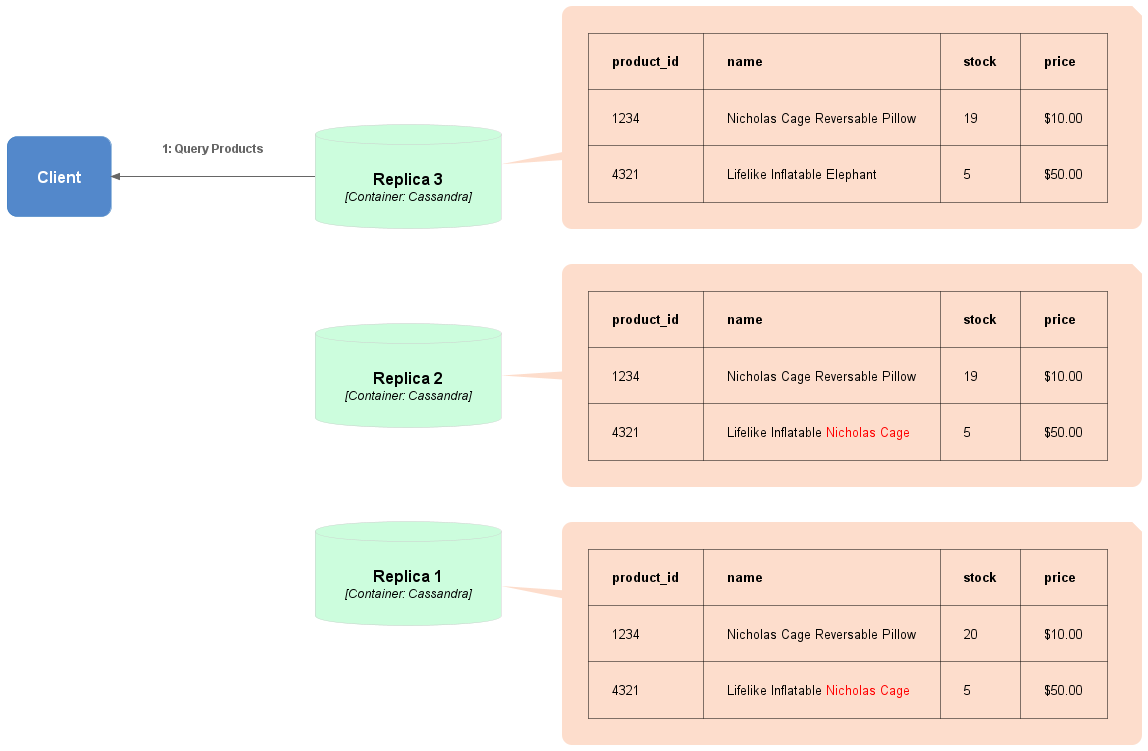 product_id name stock price
1234 Nicholas Cage Reversable Pillow 19 $10.00
4321 Lifelike Inflatable Elephant 5 $50.00
1: Query Products
Client
Replica 3
[Container: Cassandra]
product_id name stock price
1234 Nicholas Cage Reversable Pillow 19 $10.00
4321 Lifelike Inflatable Nicholas Cage 5 $50.00
Replica 2
[Container: Cassandra]
product_id name stock price
1234 Nicholas Cage Reversable Pillow 20 $10.00
4321 Lifelike Inflatable Nicholas Cage 5 $50.00
Replica 1
[Container: Cassandra]